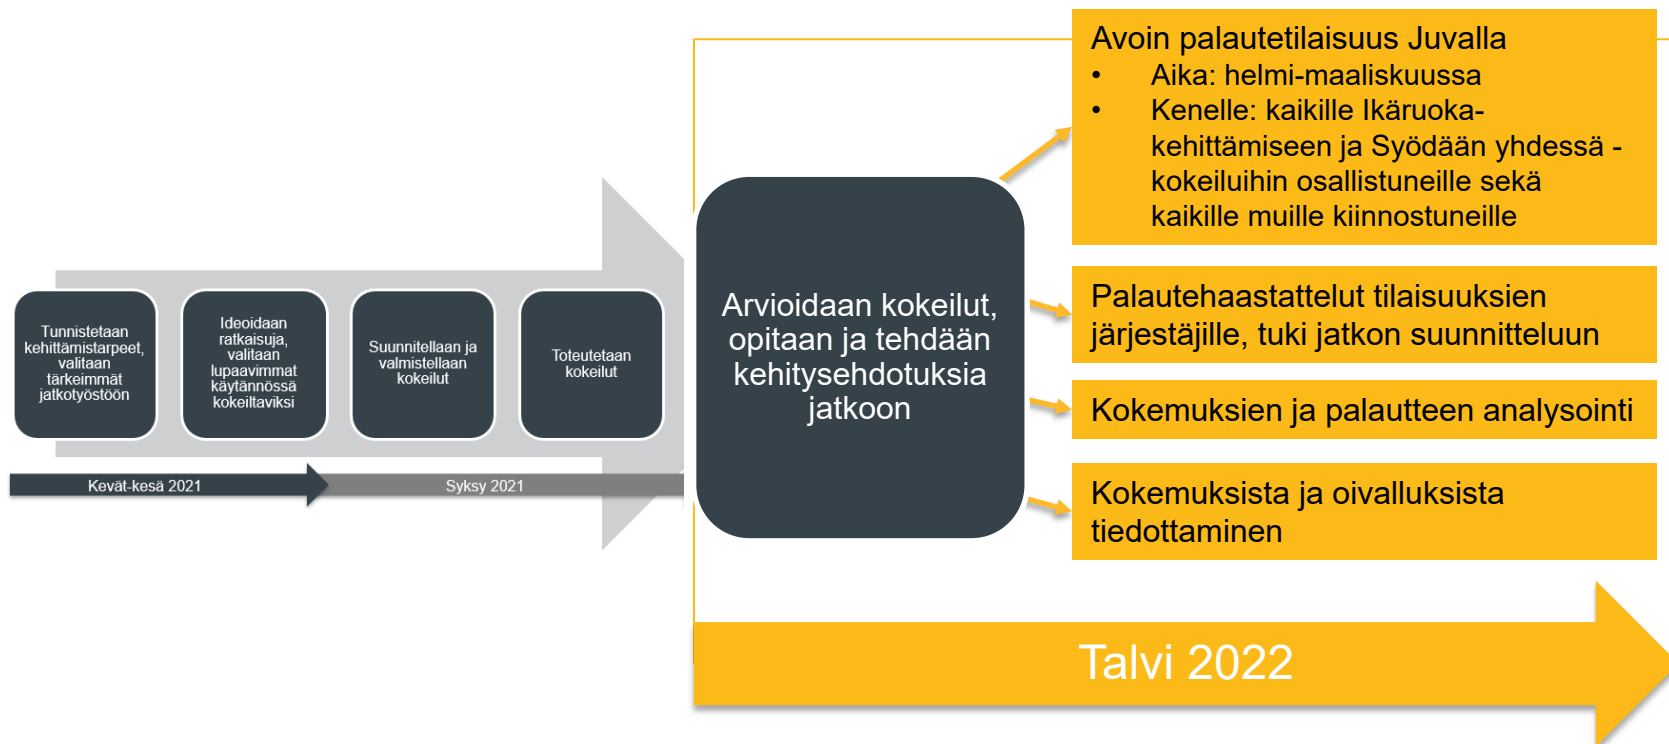 Tunnistetaan
kehittämistarpeet,
valitaan
tärkeimmät
jatkotyöstöön
Ideoidaan
ratkaisuja,
valitaan
lupaavimmat
käytännössä
kokeiltaviksi
Suunnitellaan ja
valmistellaan
kokeilut
Toteutetaan
kokeilut
Kevät-kesä 2021
Syksy 2021
Arvioidaan kokeilut,
opitaan ja tehdään
kehitysehdotuksia
jatkoon
Avoin palautetilaisuus Juvalla
• Aika: helmi-maaliskuussa
• Kenelle: kaikille Ikäruoka-
kehittämiseen ja Syödään yhdessä -
kokeiluihin osallistuneille sekä
kaikille muille kiinnostuneille
Palautehaastattelut tilaisuuksien
järjestäjille, tuki jatkon suunnitteluun
Kokemuksien ja palautteen analysointi
Kokemuksista ja oivalluksista
tiedottaminen
Talvi 2022